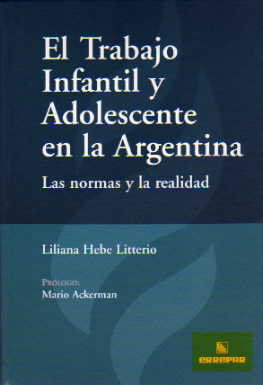 El Trabajo
Infantil y
Adolescente
en la Argentina
Las normas y la realidad
Liliana Hebe Litterio
PRÓLOGO:
Mario Ackerman
ERREPAR